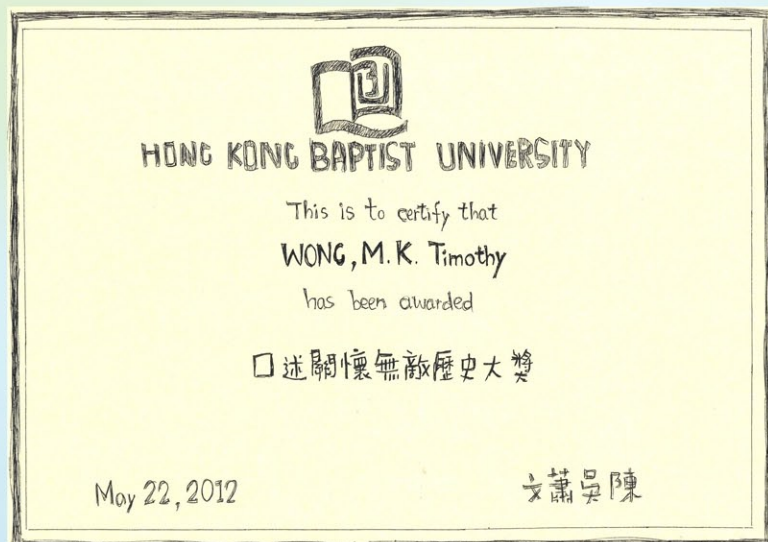 HONG KONG BAPTIST UNIVERSITY
This is to certify that
WONG, M.K. Timothy
has been awarded
口述關懷無敵歷史大獎
May 22, 2012
文蕭吳陳